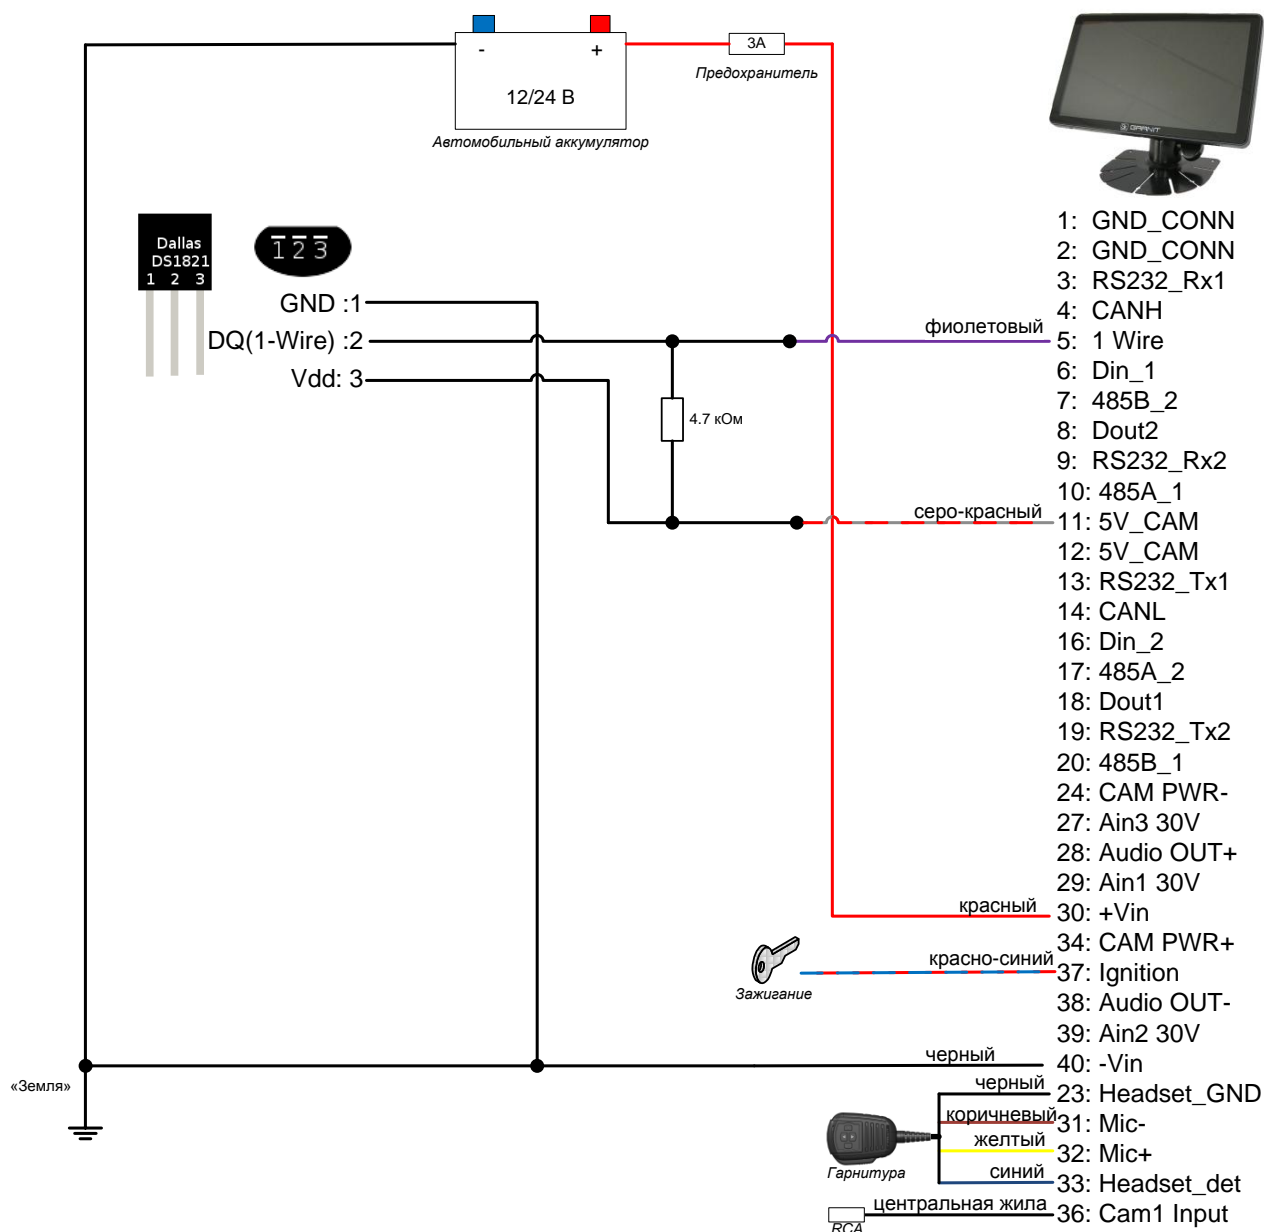 - +
12/24 В
Автомобильный аккумулятор
3А
Предохранитель
GRANIT
Dallas
DS1821
1 2 3
1 2 3
GND :1
DQ(1-Wire) :2
Vdd: 3
4.7 кОм
фиолетовый
серо-красный
красный
красно-синий
Зажигание
черный
«Земля»
черный
коричневый
желтый
синий
Гарнитура
центральная жила
RCA
1: GND_CONN
2: GND_CONN
3: RS232_Rx1
4: CANH
5: 1 Wire
6: Din_1
7: 485B_2
8: Dout2
9: RS232_Rx2
10: 485A_1
11: 5V_CAM
12: 5V_CAM
13: RS232_Tx1
14: CANL
16: Din_2
17: 485A_2
18: Dout1
19: RS232_Tx2
20: 485B_1
24: CAM PWR-
27: Ain3 30V
28: Audio OUT+
29: Ain1 30V
30: +Vin
34: CAM PWR+
37: Ignition
38: Audio OUT-
39: Ain2 30V
40: -Vin
23: Headset_GND
31: Mic-
32: Mic+
33: Headset_det
36: Cam1 Input